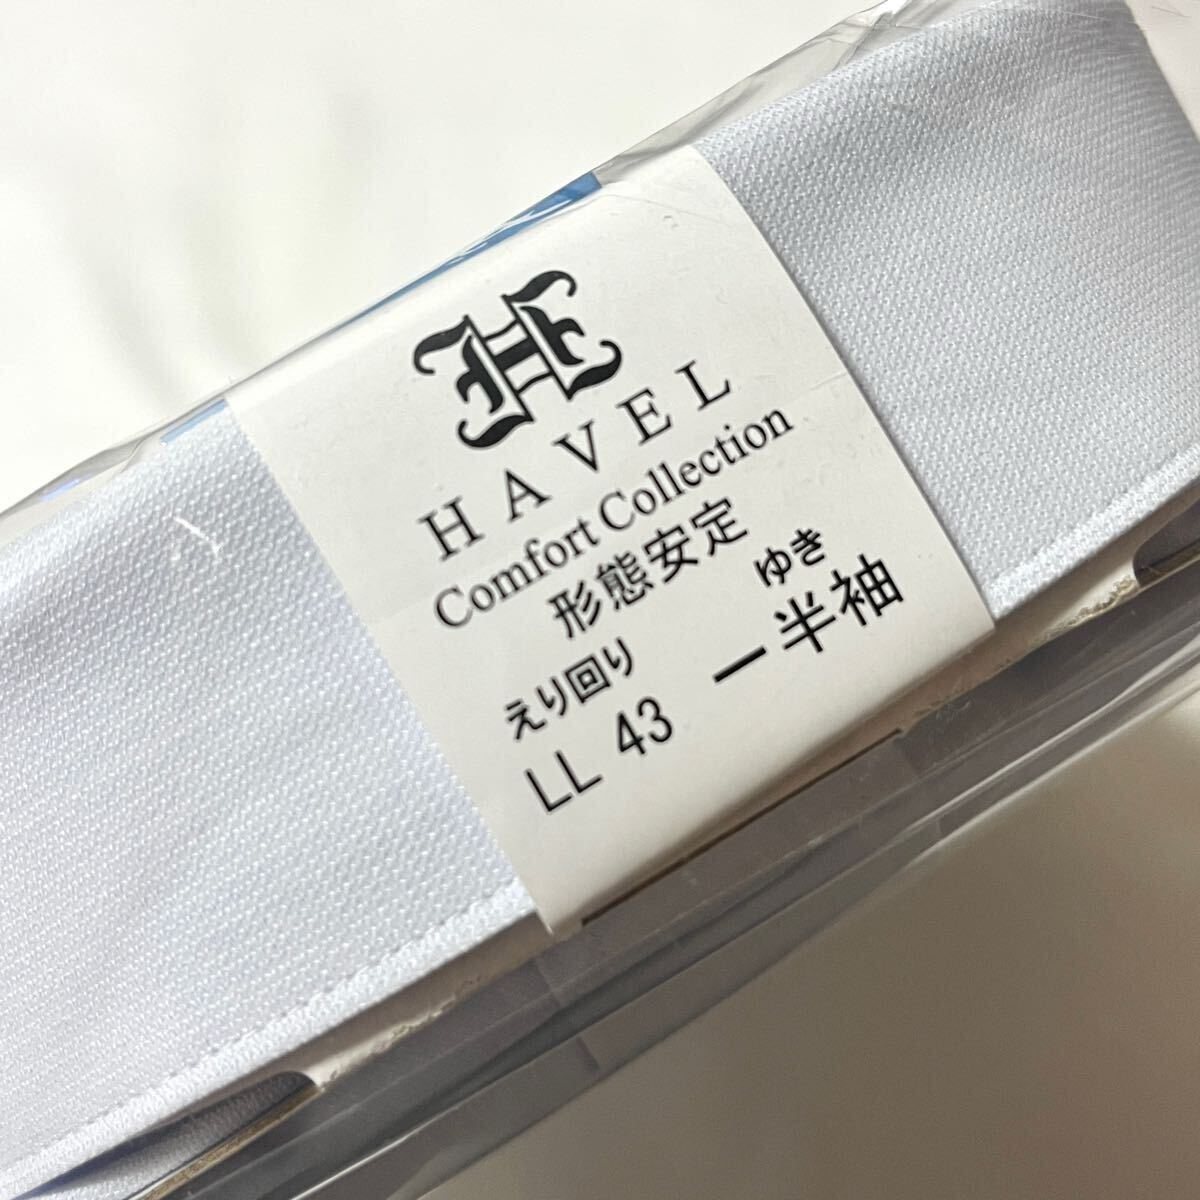 H
HAVEL
Comfort Collection
形態安定
えり回り ゆき
LL 43 ー半袖